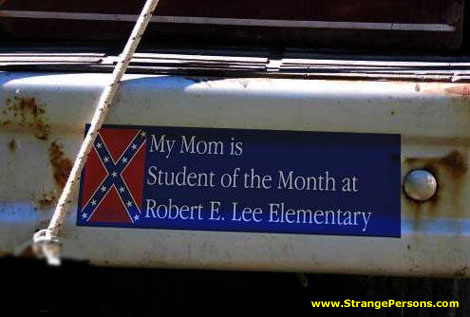 My Mom is
Student of the Month at
Robert E. Lee Elementary
www.StrangePersons.com